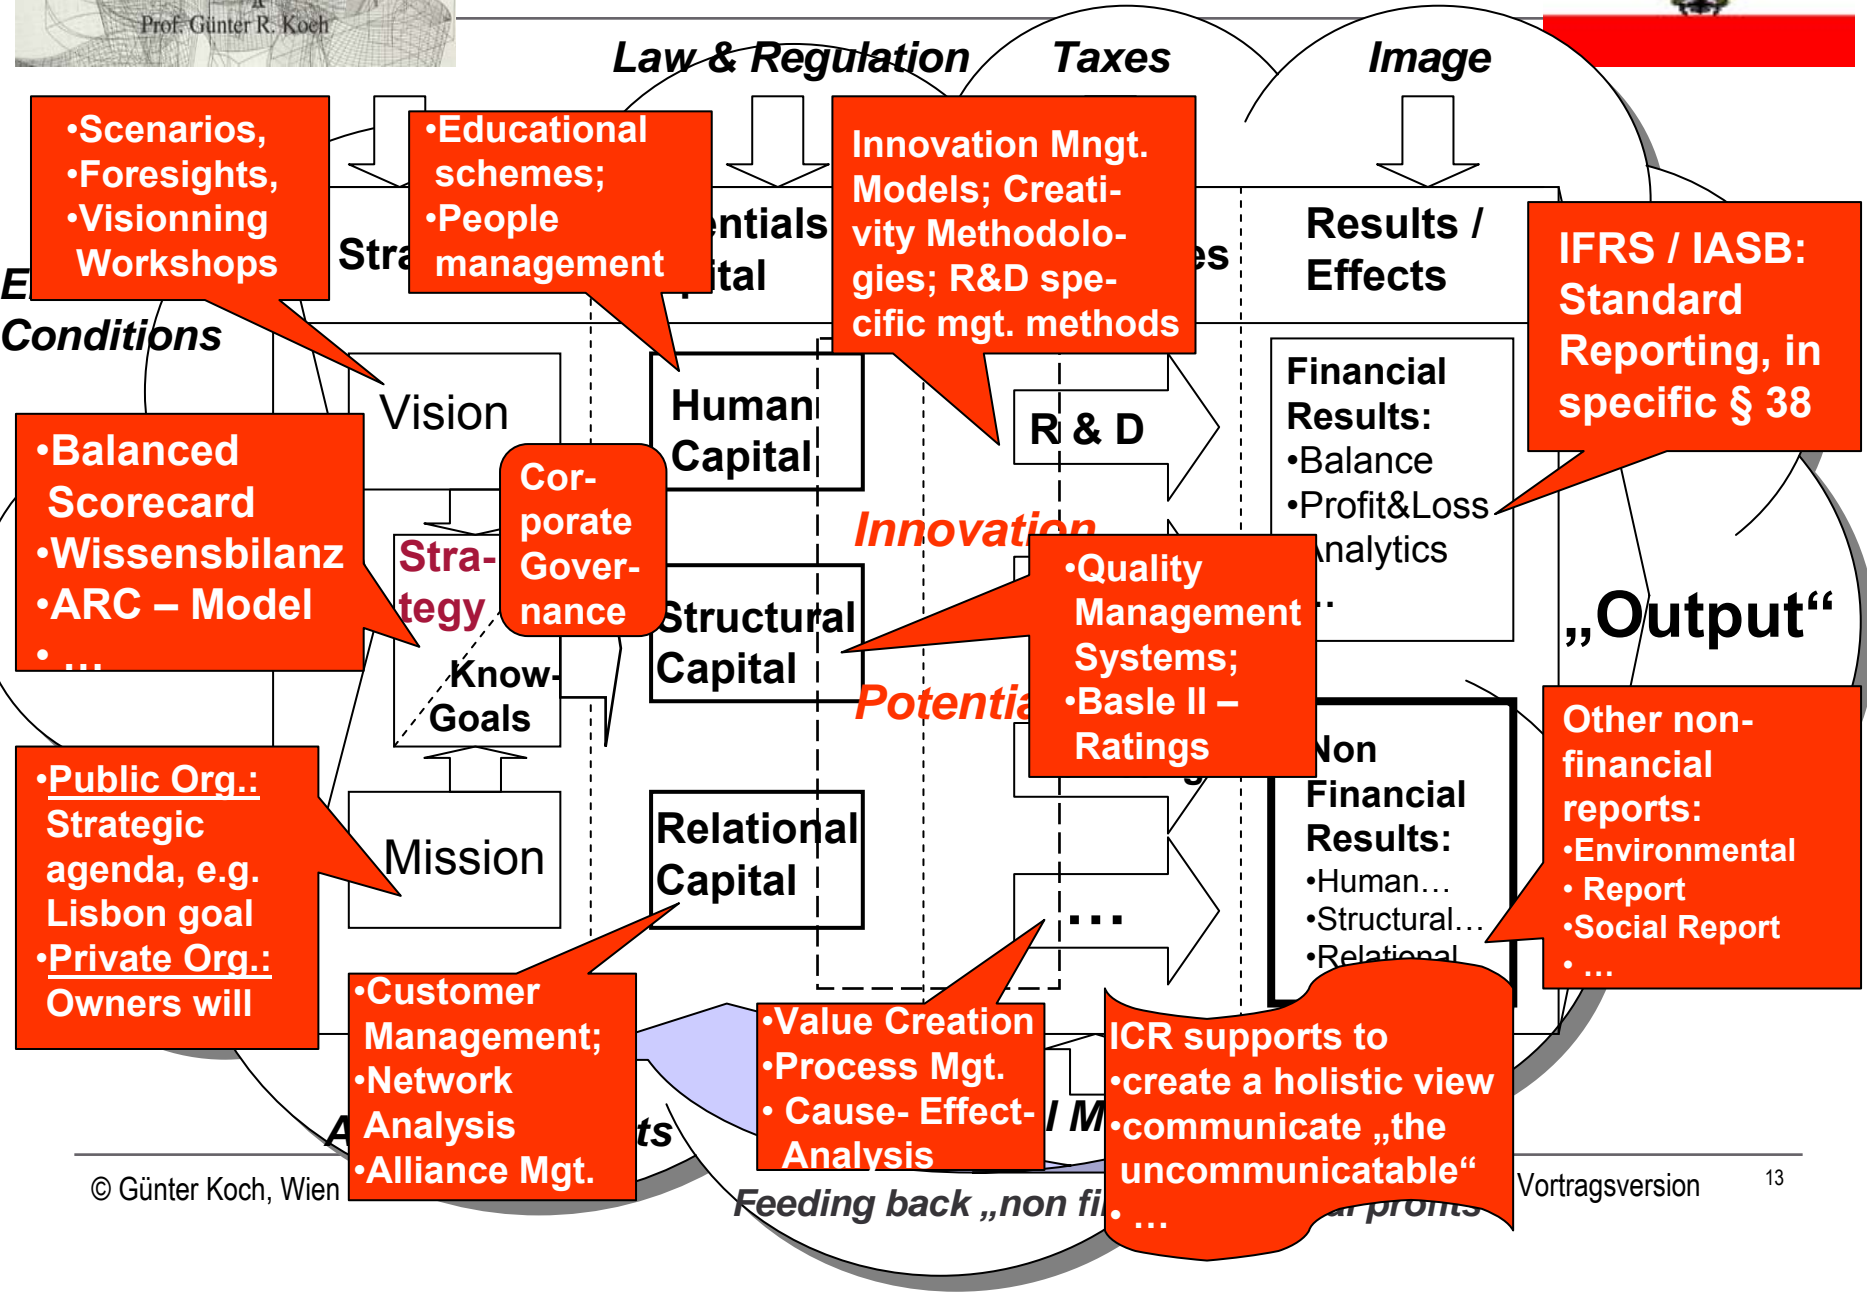 Prof. Günter R. Koch
Law & Regulation
Taxes
Image
•Scenarios,
•Foresights,
•Visionning
Workshops
•Educational
schemes;
•People
management
Innovation Mngt.
Models; Creati-
vity Methodolo-
gies; R&D spe-
cific mgt. methods
Results /
Effects
IFRS / IASB:
Standard
Reporting, in
specific § 38
Conditions
Vision
Human
Capital
R & D
Financial
Results:
•Balance
•Profit&Loss
•Balanced
Scorecard
•Wissensbilanz
•ARC – Model
• ...
Cor-
porate
Gover-
nance
Stra-
tegy
Know-
Goals
Innovation
Structural
Capital
•Quality
Management
Systems;
•Basle II –
Ratings
„Output“
•Public Org.:
Strategic
agenda, e.g.
Lisbon goal
•Private Org.:
Owners will
Mission
Relational
Capital
...
Non
Financial
Results:
•Human...
•Structural...
•Relational
Other non-
financial
reports:
•Environmental
• Report
•Social Report
• ...
•Customer
Management;
•Network
Analysis
•Alliance Mgt.
•Value Creation
•Process Mgt.
• Cause- Effect-
Analysis
ICR supports to
•create a holistic view
•communicate „the
uncommunicatable“
• ...
Feeding back „non
profits
© Günter Koch, Wien
Vortragsversion
13